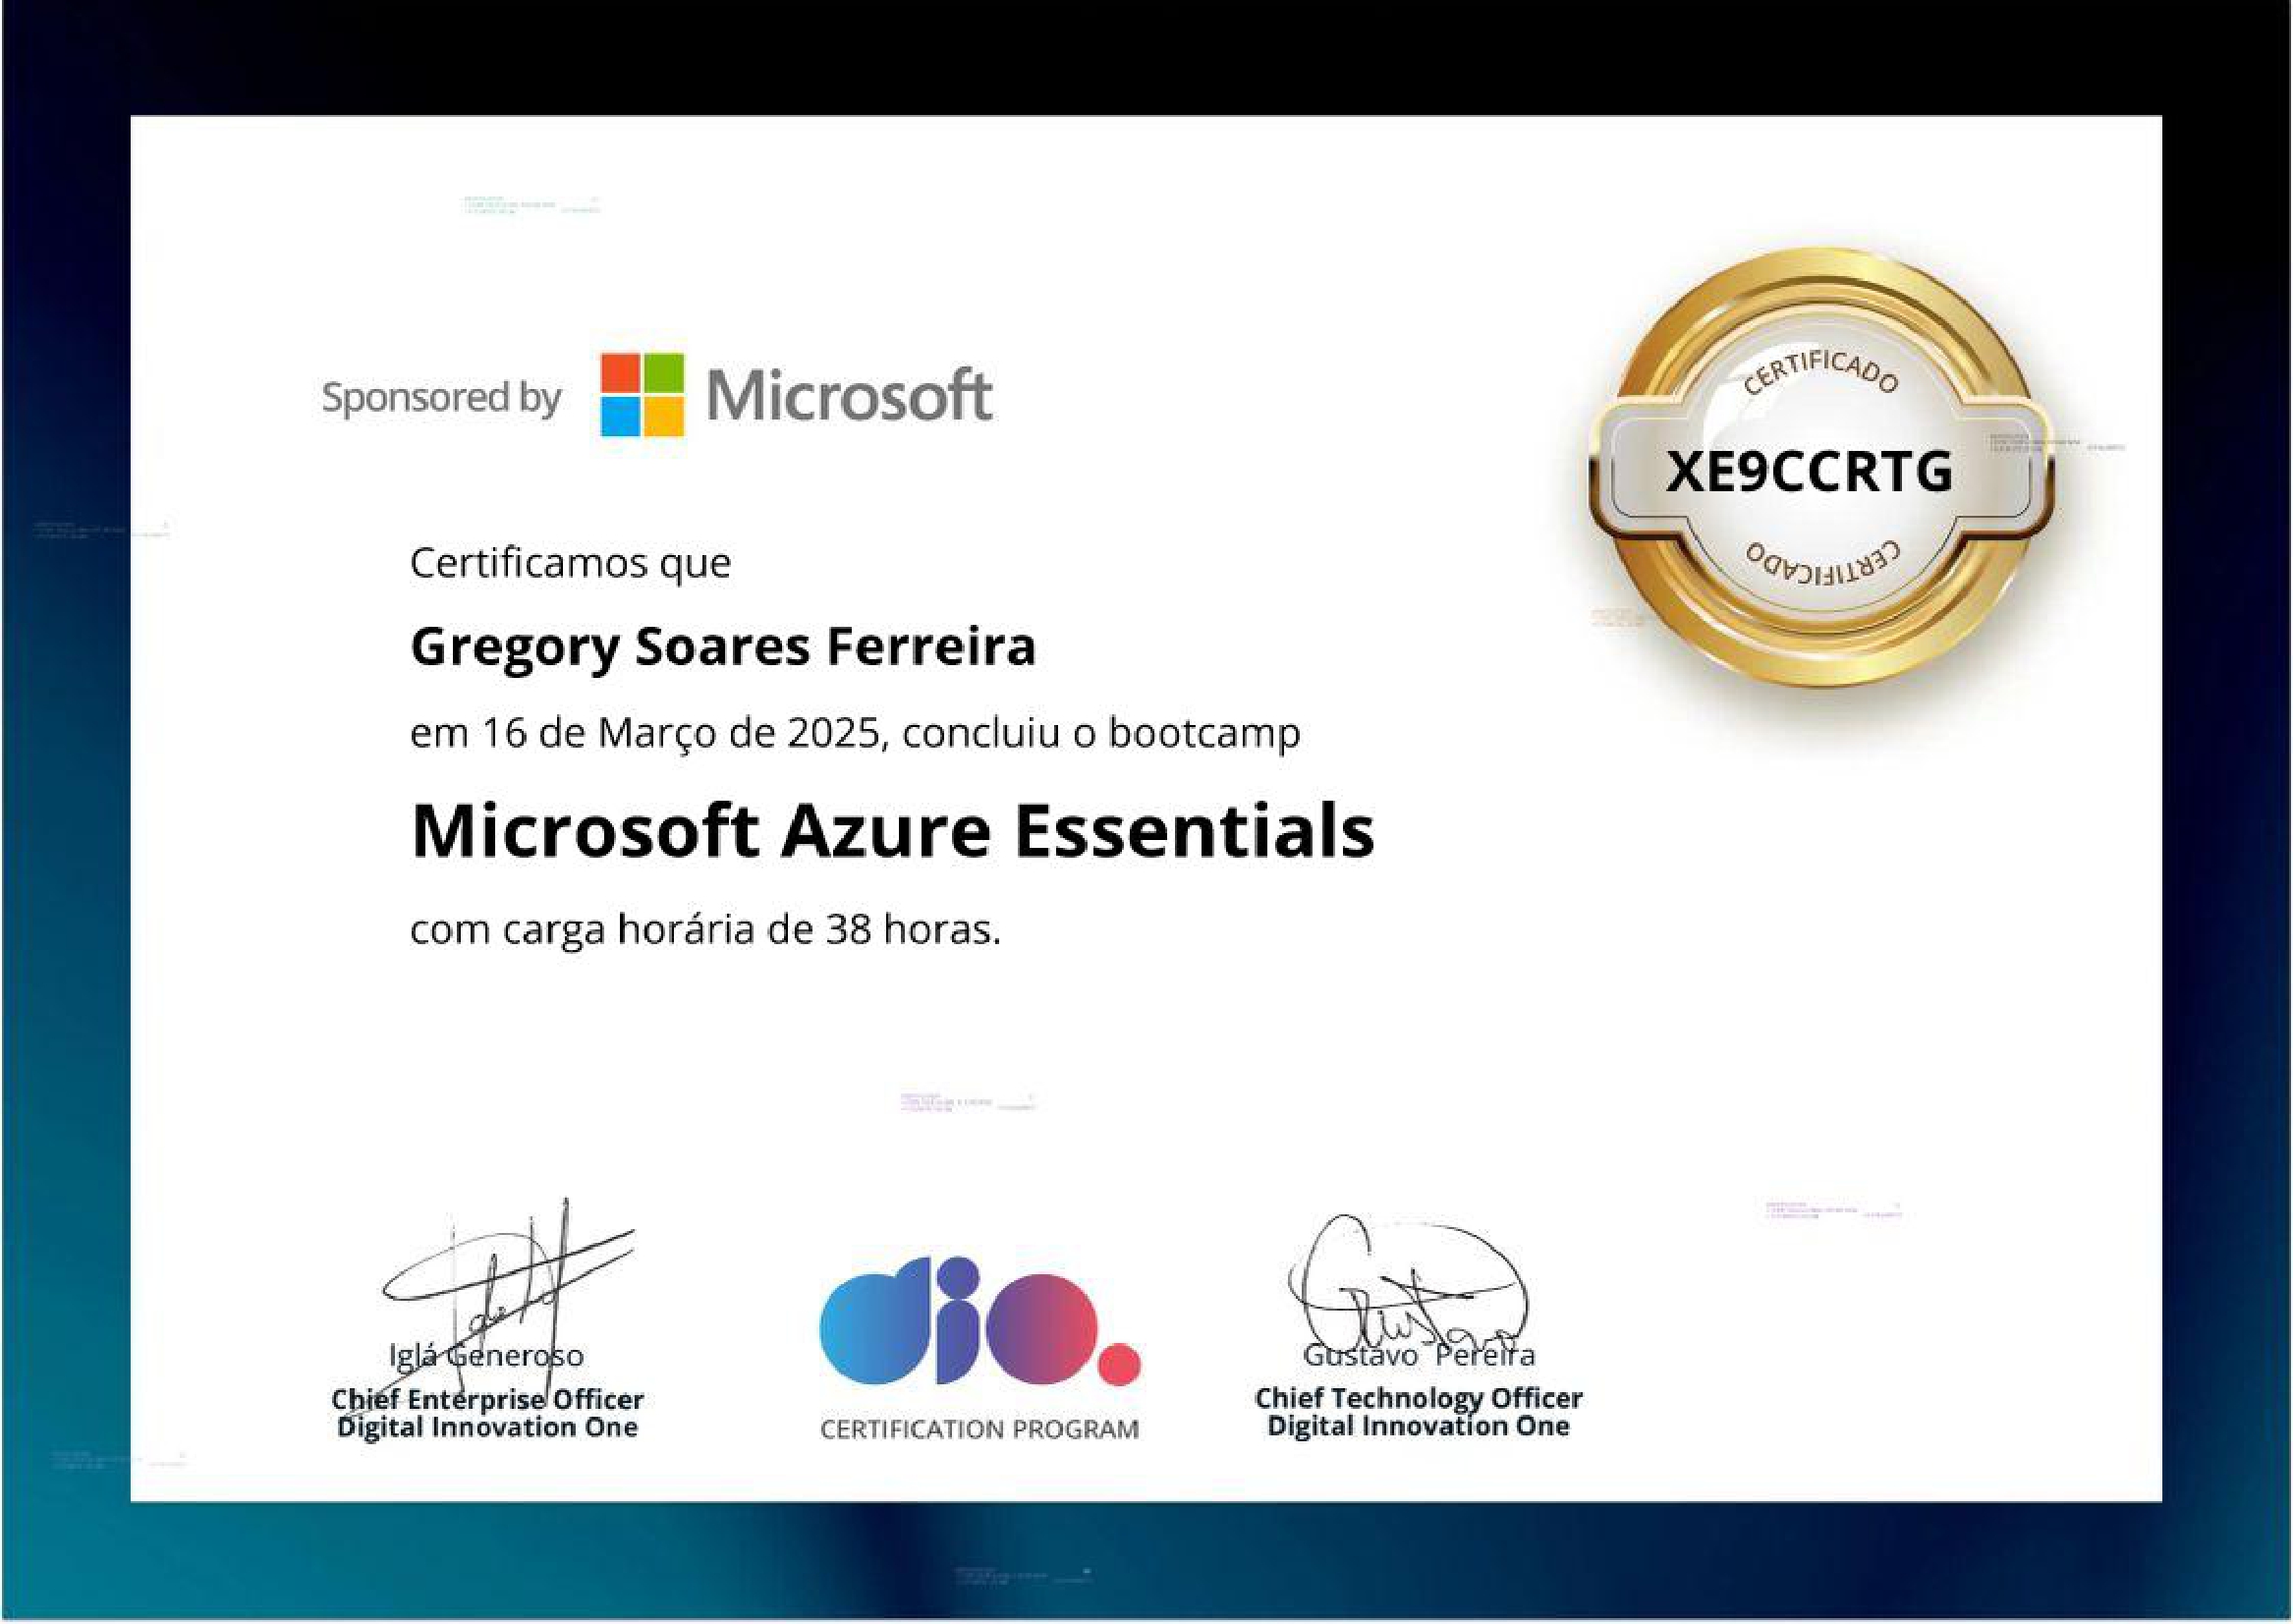 Sponsored by Microsoft
CERTIFICADO
XE9CCRTG
CERTIFICADO
Certificamos que
Gregory Soares Ferreira
em 16 de Março de 2025, concluiu o bootcamp
Microsoft Azure Essentials
com carga horária de 38 horas.
Iglá Generoso
Chief Enterprise Officer
Digital Innovation One
dio.
CERTIFICATION PROGRAM
Gustavo
Gustavo Pereira
Chief Technology Officer
Digital Innovation One